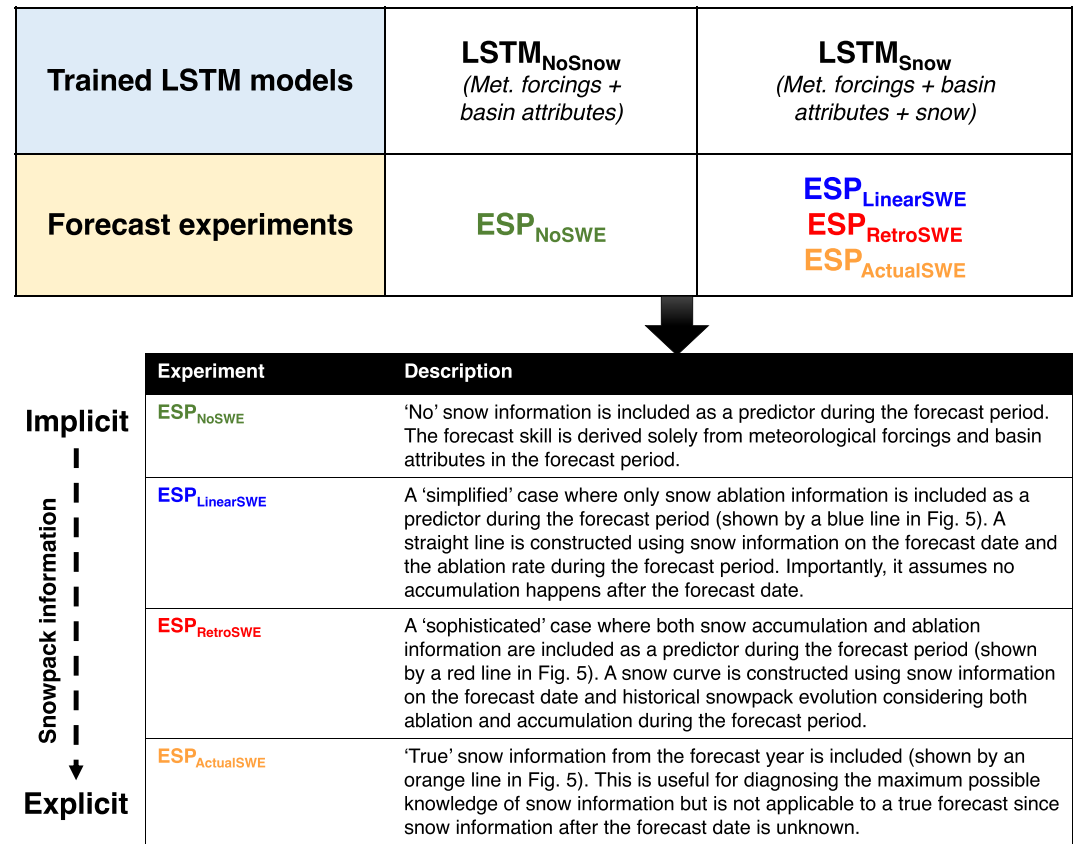 Trained LSTM models
LSTMNoSnow
(Met. forcings +
basin attributes)
LSTMSnow
(Met. forcings + basin
attributes + snow)
Forecast experiments
ESPNoSWE
ESPLinearSWE
ESPRetroSWE
ESPActualSWE
Experiment
Description
Implicit
Snowpack information
Explicit
ESPNoSWE
‘No’ snow information is included as a predictor during the forecast period.
The forecast skill is derived solely from meteorological forcings and basin
attributes in the forecast period.
ESPLinearSWE
A ‘simplified’ case where only snow ablation information is included as a
predictor during the forecast period (shown by a blue line in Fig. 5). A
straight line is constructed using snow information on the forecast date and
the ablation rate during the forecast period. Importantly, it assumes no
accumulation happens after the forecast date.
ESPRetroSWE
A ‘sophisticated’ case where both snow accumulation and ablation
information are included as a predictor during the forecast period (shown
by a red line in Fig. 5). A snow curve is constructed using snow information
on the forecast date and historical snowpack evolution considering both
ablation and accumulation during the forecast period.
ESPActualSWE
‘True’ snow information from the forecast year is included (shown by an
orange line in Fig. 5). This is useful for diagnosing the maximum possible
knowledge of snow information but is not applicable to a true forecast since
snow information after the forecast date is unknown.